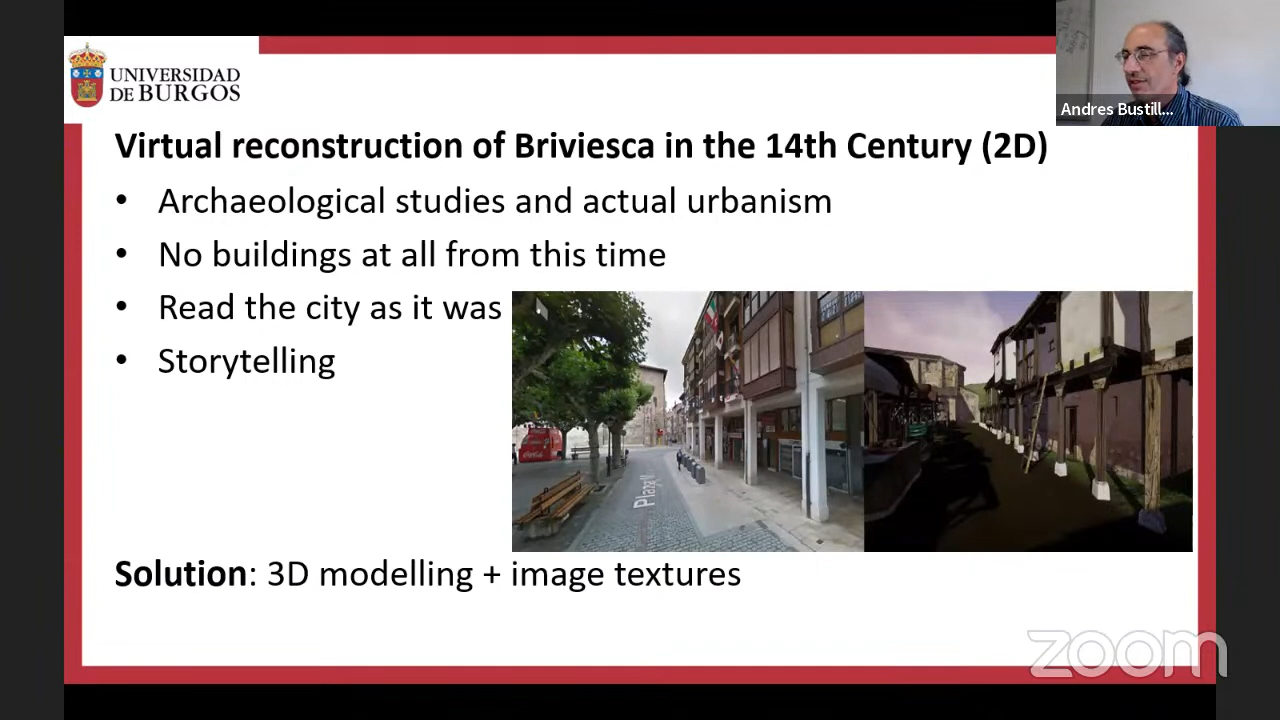 UNIVERSIDAD
DE BURGOS
Andres Bustill...
Virtual reconstruction of Briviesca in the 14th Century (2D)
• Archaeological studies and actual urbanism
• No buildings at all from this time
• Read the city as it was
• Storytelling
Coca-Cola
Solution: 3D modelling + image textures
zoom